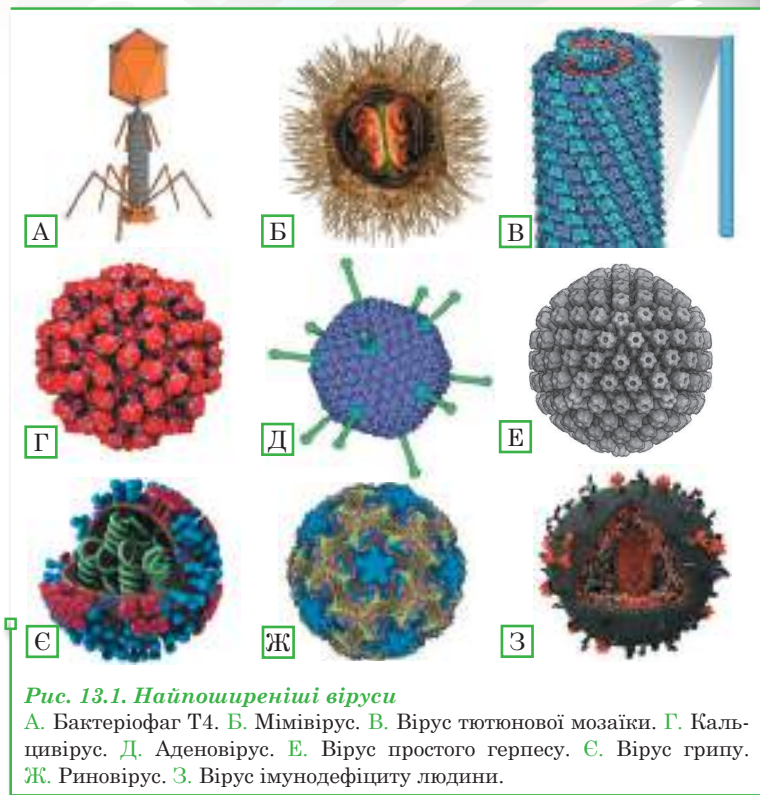 А
Б
В
Г
Д
Е
Є
Ж
З
Рис. 13.1. Найпоширеніші віруси
А. Бактеріофаг Т4. Б. Мімівірус. В. Вірус тютюнової мозаїки. Г. Каль-
цивірус. Д. Аденовірус. Е. Вірус простого герпесу. Є. Вірус грипу.
Ж. Риновірус. З. Вірус імунодефіциту людини.